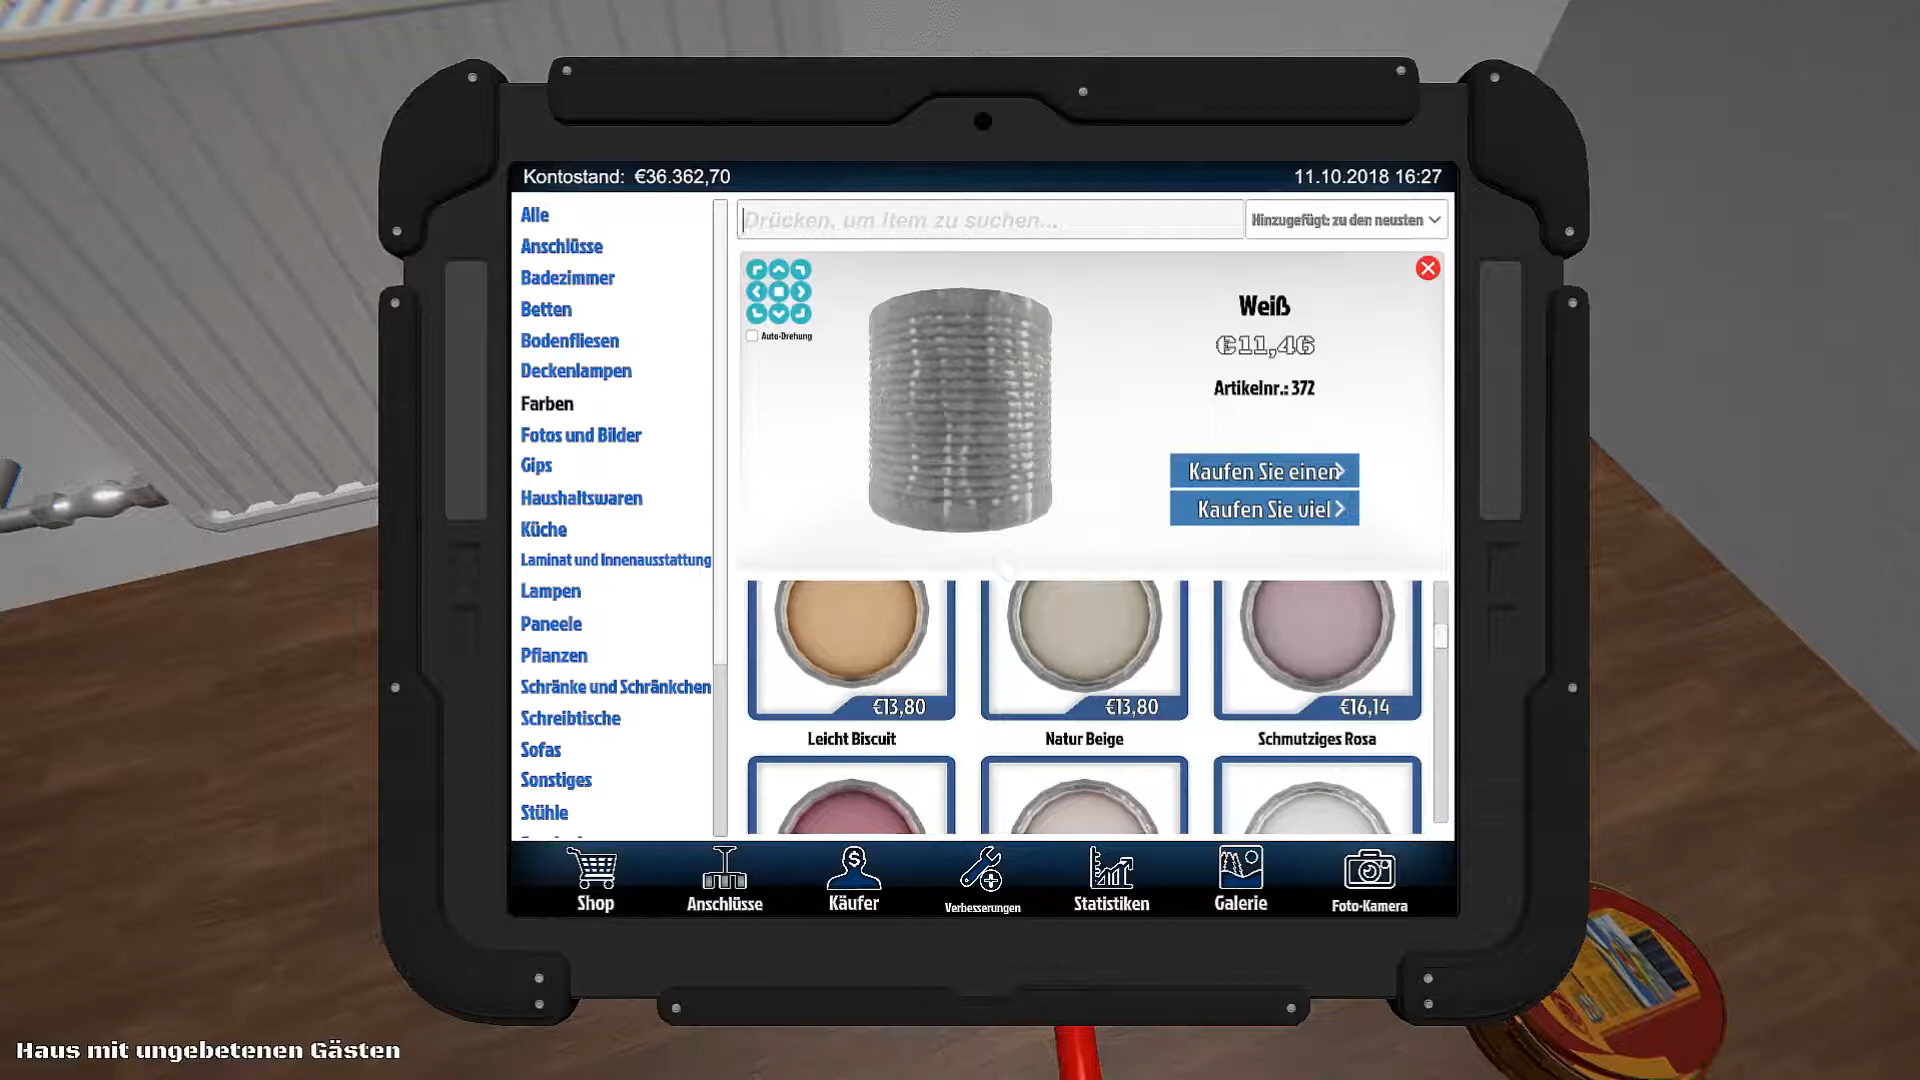 Kontostand: €36.362,70
11.10.2018 16:27
Alle
Anschlüsse
Badezimmer
Betten
Bodenfliesen
Deckenlampen
Farben
Fotos und Bilder
Gips
Haushaltswaren
Küche
Laminat und Innenausstattung
Lampen
Paneele
Pflanzen
Schränke und Schränkchen
Schreibtische
Sofas
Sonstiges
Stühle
Drücken, um Item zu suchen...
Hinzugefügt: zu den neusten
Auto-Drehung
Weiß
€11,46
Artikelnr.: 372
Kaufen Sie einen
Kaufen Sie viel
€13,80
€13,80
€16,14
Leicht Biscuit
Natur Beige
Schmutziges Rosa
Shop
Anschlüsse
Käufer
Verbesserungen
Statistiken
Galerie
Foto-Kamera
Haus mit ungebetenen Gästen